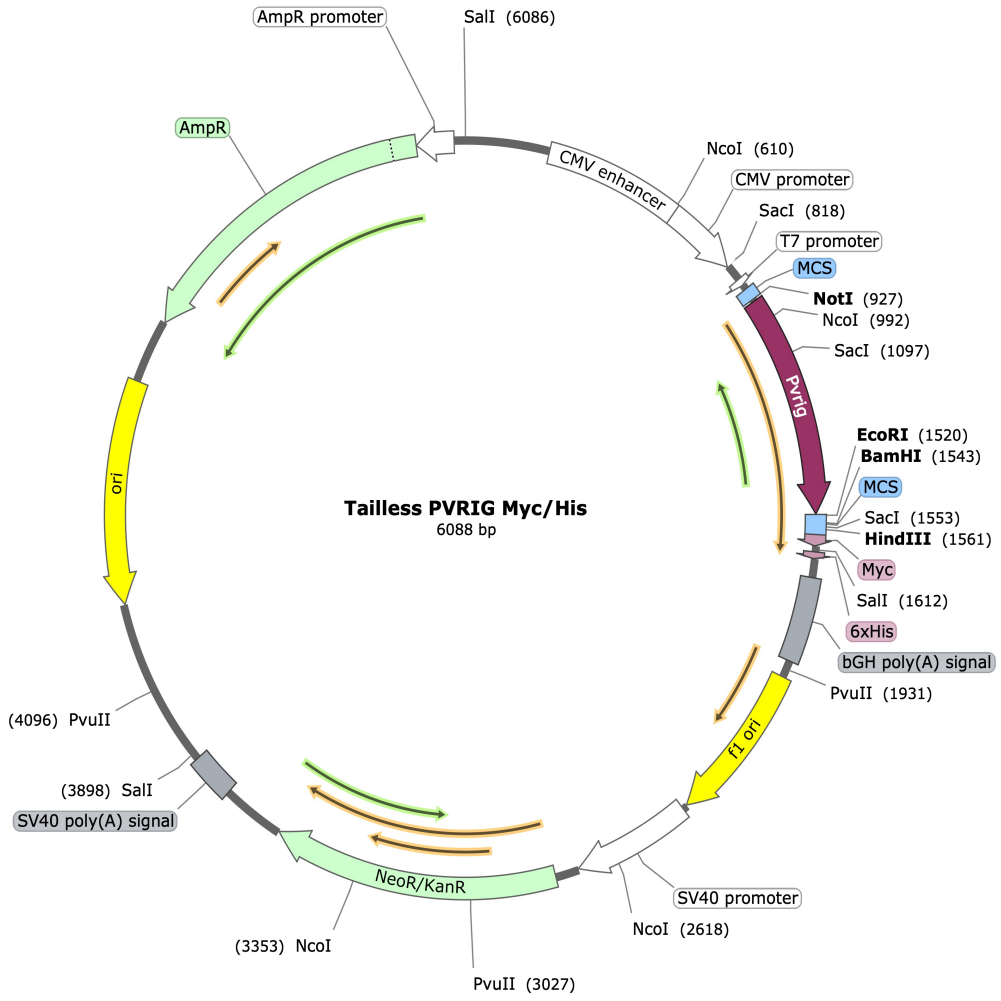 AmpR promoter
SalI (6086)
AmpR
CMV enhancer
NcoI (610)
CMV promoter
SacI (818)
T7 promoter
MCS
NotI (927)
NcoI (992)
SacI (1097)
Pvrig
EcoRI (1520)
BamHI (1543)
MCS
SacI (1553)
HindIII (1561)
Myc
SalI (1612)
6xHis
bGH poly(A) signal
PvuII (1931)
f1 ori
Tailless PVRIG Myc/His
6088 bp
ori
(4096) PvuII
(3898) SalI
SV40 poly(A) signal
NeoR/KanR
SV40 promoter
NcoI (2618)
(3353) NcoI
PvuII (3027)